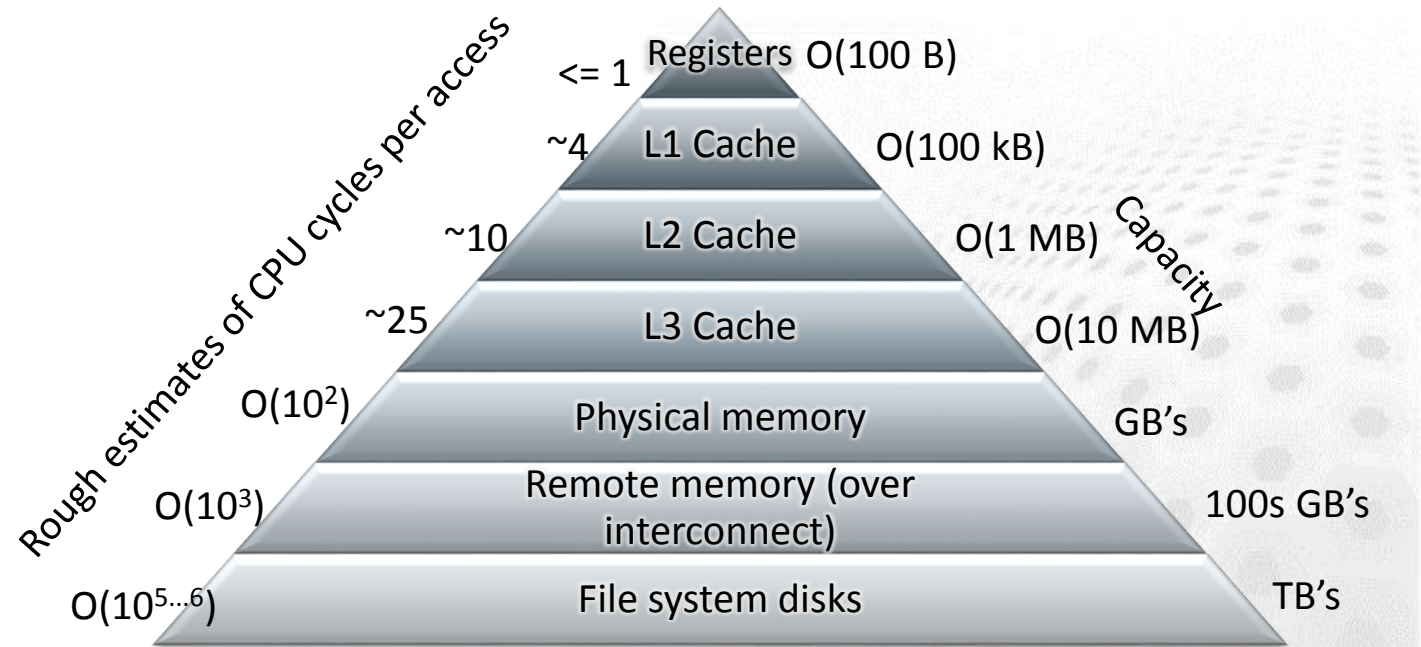 Rough estimates of CPU cycles per access
Capacity
<= 1
Registers
O(100 B)
~4
L1 Cache
O(100 kB)
~10
L2 Cache
O(1 MB)
~25
L3 Cache
O(10 MB)
O(10²)
Physical memory
GB’s
O(10³)
Remote memory (over
interconnect)
100s GB’s
O(10⁵…⁶)
File system disks
TB’s